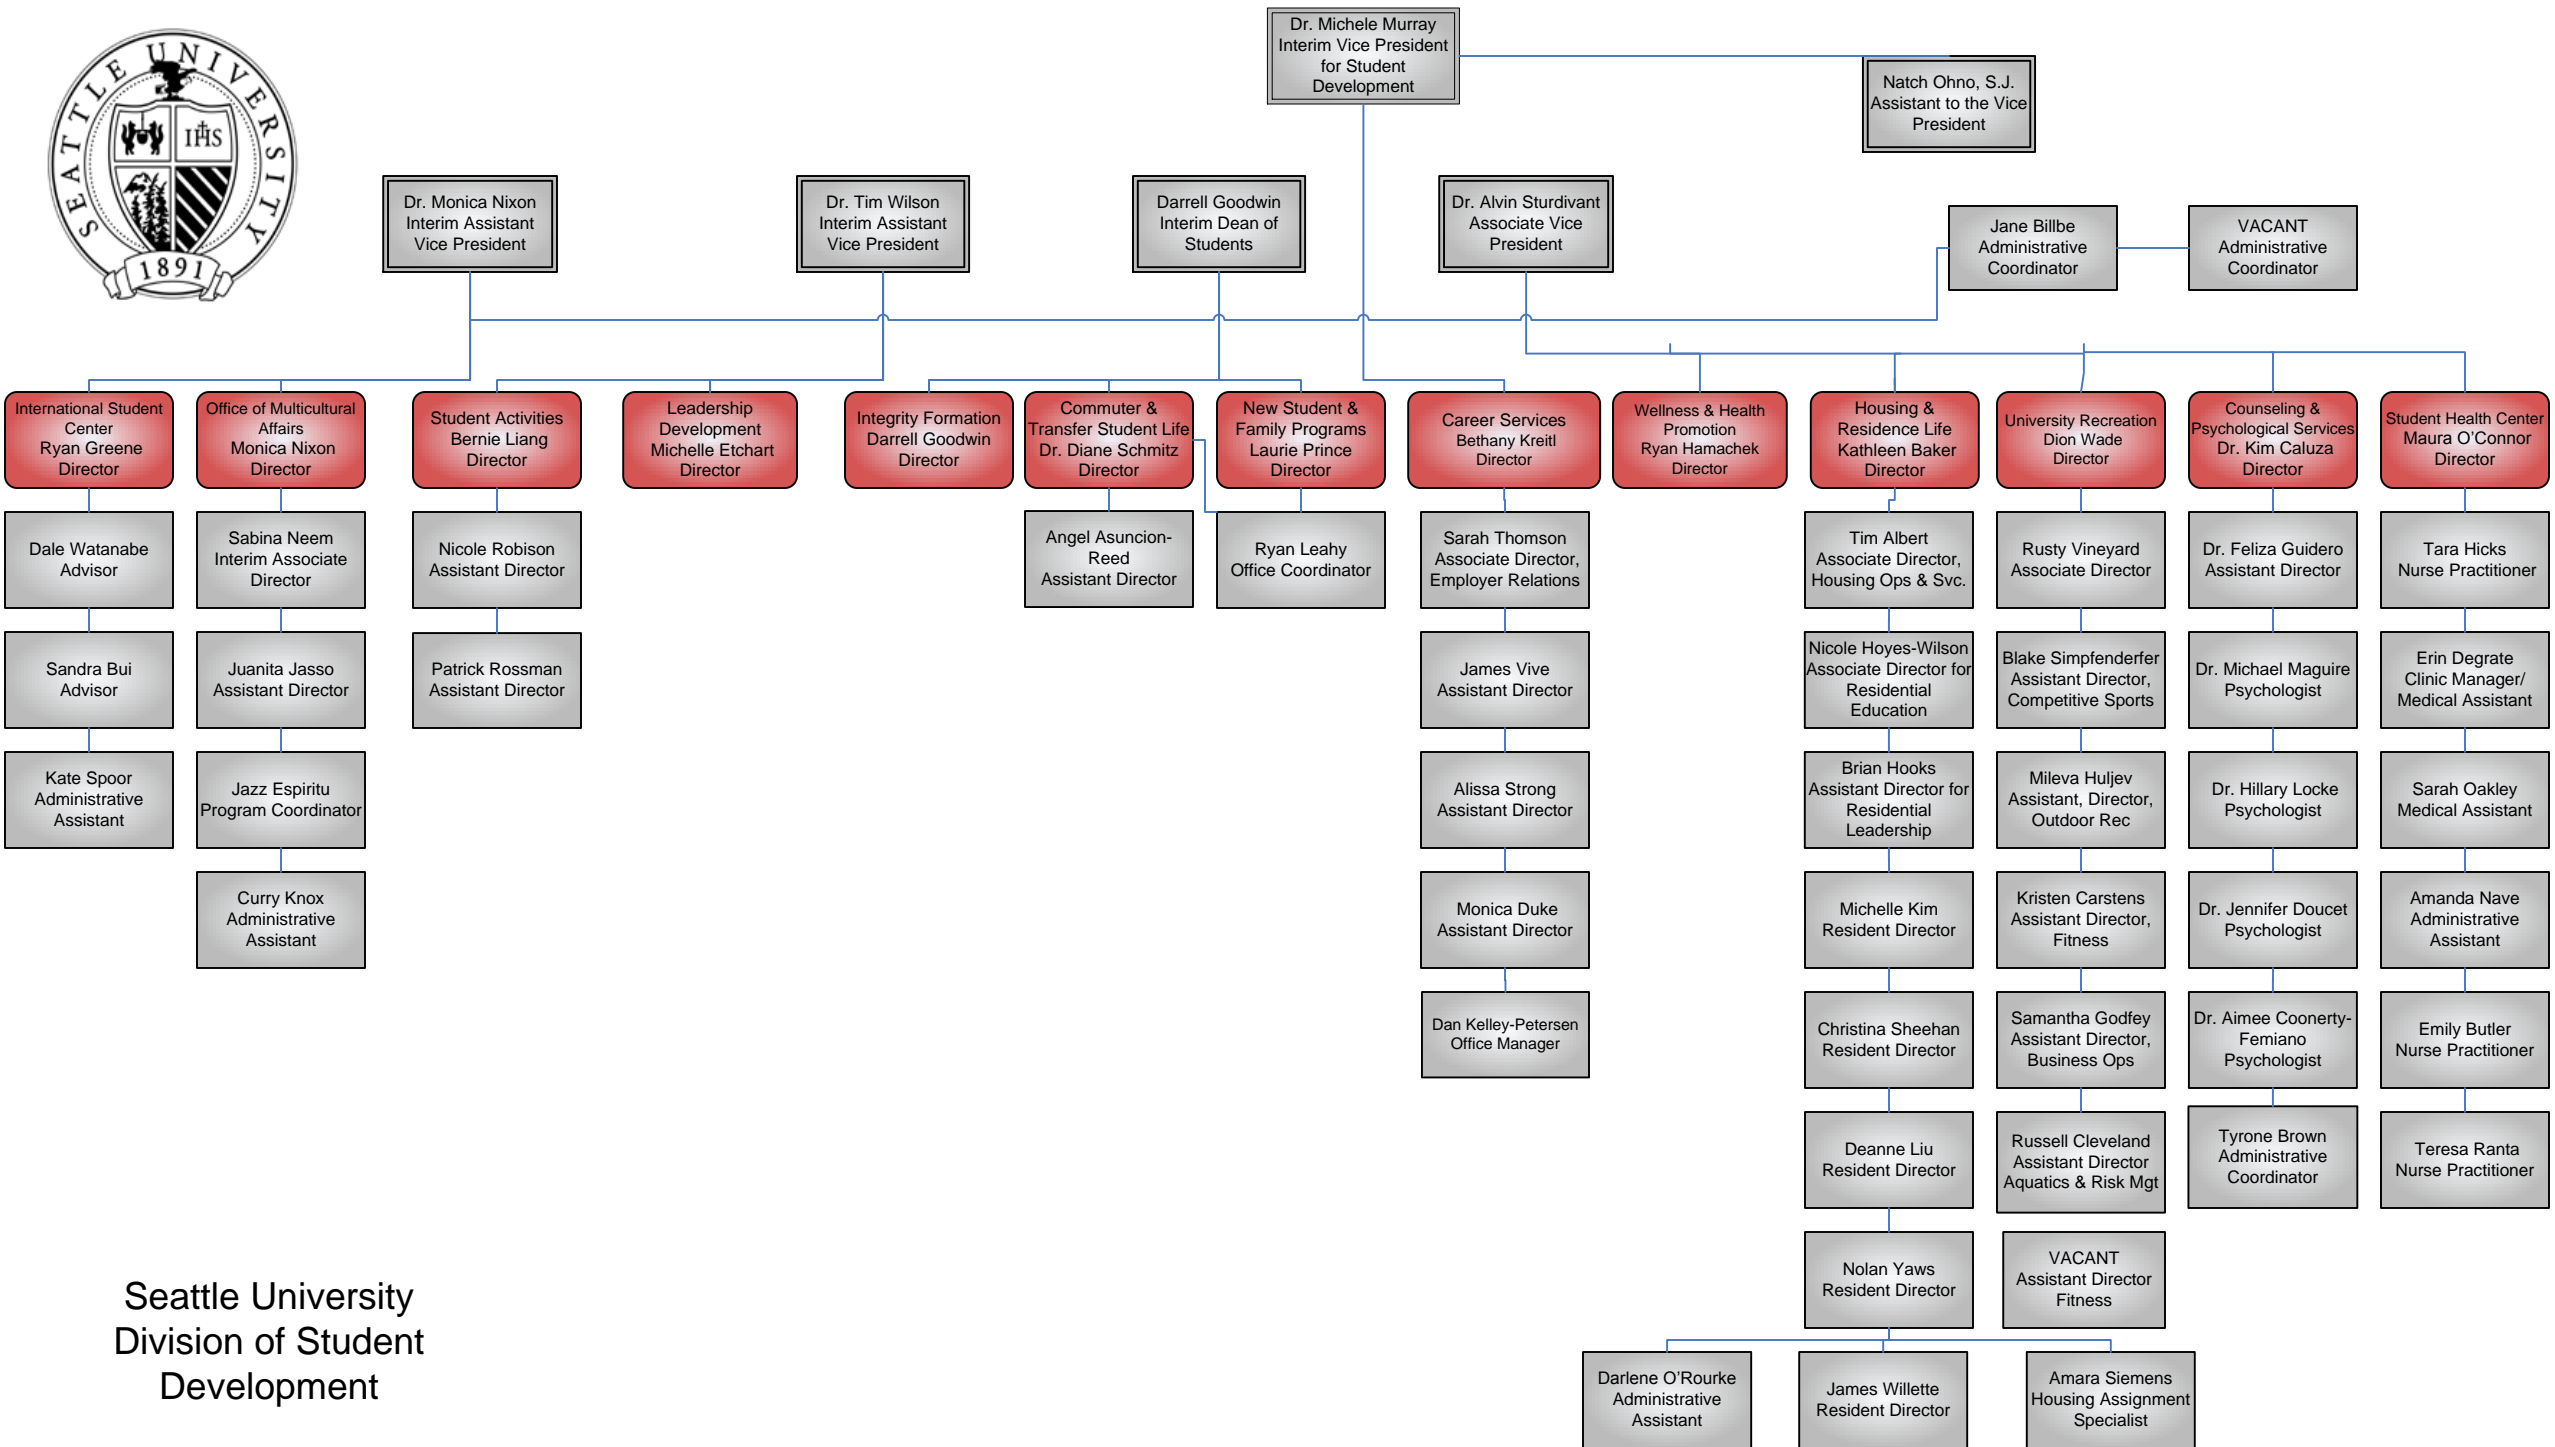 SEATTLE UNIVERSITY
IHS
1891
Dr. Michele Murray
Interim Vice President
for Student
Development
Natch Ohno, S.J.
Assistant to the Vice
President
Dr. Monica Nixon
Interim Assistant
Vice President
Dr. Tim Wilson
Interim Assistant
Vice President
Darrell Goodwin
Interim Dean of
Students
Dr. Alvin Sturdivant
Associate Vice
President
Jane Billbe
Administrative
Coordinator
VACANT
Administrative
Coordinator
International Student
Center
Ryan Greene
Director
Office of Multicultural
Affairs
Monica Nixon
Director
Student Activities
Bernie Liang
Director
Leadership
Development
Michelle Etchart
Director
Integrity Formation
Darrell Goodwin
Director
Commuter &
Transfer Student Life
Dr. Diane Schmitz
Director
New Student &
Family Programs
Laurie Prince
Director
Career Services
Bethany Kreitl
Director
Wellness & Health
Promotion
Ryan Hamachek
Director
Housing &
Residence Life
Kathleen Baker
Director
University Recreation
Dion Wade
Director
Counseling &
Psychological Services
Dr. Kim Caluza
Director
Student Health Center
Maura O'Connor
Director
Dale Watanabe
Advisor
Sabina Neem
Interim Associate
Director
Nicole Robison
Assistant Director
Angel Asuncion-
Reed
Assistant Director
Ryan Leahy
Office Coordinator
Sarah Thomson
Associate Director,
Employer Relations
Tim Albert
Associate Director,
Housing Ops & Svc.
Rusty Vineyard
Associate Director
Dr. Feliza Guidero
Assistant Director
Tara Hicks
Nurse Practitioner
Sandra Bui
Advisor
Juanita Jasso
Assistant Director
Patrick Rossman
Assistant Director
James Vive
Assistant Director
Nicole Hoyes-Wilson
Associate Director for
Residential
Education
Blake Simpfenderfer
Assistant Director,
Competitive Sports
Dr. Michael Maguire
Psychologist
Erin Degrate
Clinic Manager/
Medical Assistant
Kate Spoor
Administrative
Assistant
Jazz Espiritu
Program Coordinator
Alissa Strong
Assistant Director
Brian Hooks
Assistant Director for
Residential
Leadership
Mileva Huljev
Assistant, Director,
Outdoor Rec
Dr. Hillary Locke
Psychologist
Sarah Oakley
Medical Assistant
Curry Knox
Administrative
Assistant
Monica Duke
Assistant Director
Michelle Kim
Resident Director
Kristen Carstens
Assistant Director,
Fitness
Dr. Jennifer Doucet
Psychologist
Amanda Nave
Administrative
Assistant
Dan Kelley-Petersen
Office Manager
Christina Sheehan
Resident Director
Samantha Godfey
Assistant Director,
Business Ops
Dr. Aimee Coonerty-
Femiano
Psychologist
Emily Butler
Nurse Practitioner
Deanne Liu
Resident Director
Russell Cleveland
Assistant Director
Aquatics & Risk Mgt
Tyrone Brown
Administrative
Coordinator
Teresa Ranta
Nurse Practitioner
Nolan Yaws
Resident Director
VACANT
Assistant Director
Fitness
Darlene O'Rourke
Administrative
Assistant
James Willette
Resident Director
Amara Siemens
Housing Assignment
Specialist
Seattle University
Division of Student
Development